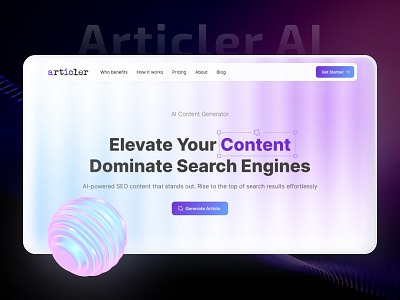 Articler AI
articler
Who benefits
How it works
Pricing
About
Blog
Get Started
AI Content Generator
Elevate Your Content
Dominate Search Engines
AI-powered SEO content that stands out. Rise to the top of search results effortlessly
Generate Article